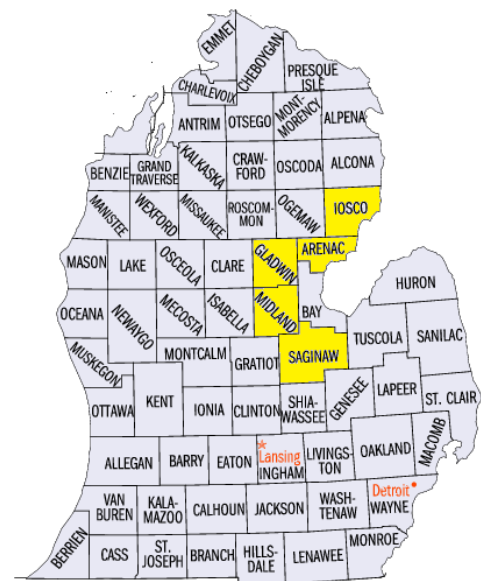 EMMET
CHEBOYGAN
PRESQUE
ISLE
CHARLEVOIX
ANTRIM
OTSEGO
MONT-
MORENCY
ALPENA
BENZIE
GRAND
TRAVERSE
KALKASKA
CRAW-
FORD
OSCODA
ALCONA
MANISTEE
WEXFORD
MISSAUKEE
ROSCOM-
MON
OGEMAW
IOSCO
MASON
LAKE
OSCEOLA
CLARE
GLADWIN
ARENAC
OCEANA
NEWAYGO
MECOSTA
ISABELLA
MIDLAND
BAY
HURON
MUSKEGON
MONTCALM
GRATIOT
SAGINAW
TUSCOLA
SANILAC
OTTAWA
KENT
IONIA
CLINTON
SHIA-
WASSEE
GENESEE
LAPEER
ST. CLAIR
ALLEGAN
BARRY
EATON
*
Lansing
INGHAM
LIVINGS-
TON
OAKLAND
MACOMB
VAN
BUREN
KALA-
MAZOO
CALHOUN
JACKSON
WASH-
TENAW
Detroit
WAYNE
BERRIEN
CASS
ST.
JOSEPH
BRANCH
HILLS-
DALE
LENAWEE
MONROE